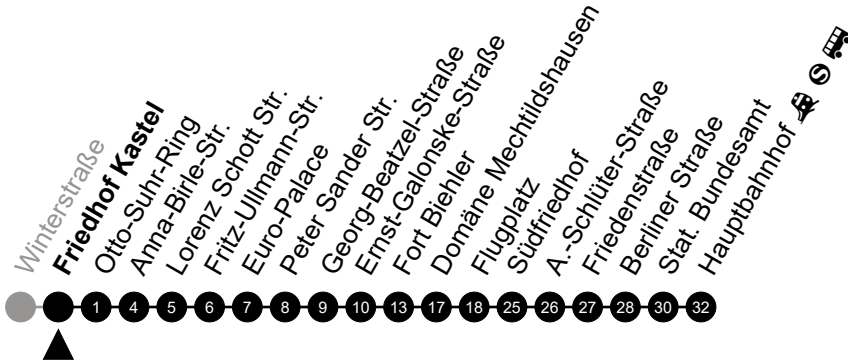 Winterstraße
Friedhof Kastel
Otto-Suhr-Ring
Anna-Birle-Str.
Lorenz Schott Str.
Fritz-Ullmann-Str.
Euro-Palace
Peter Sander Str.
Georg-Beatzel-Straße
Ernst-Galonske-Straße
Fort Biehler
Domäne Mechtildshausen
Flugplatz
Südfriedhof
A.-Schlüter-Straße
Friedenstraße
Berliner Straße
Stat. Bundesamt
Hauptbahnhof S
1 4 5 6 7 8 9 10 13 17 18 25 26 27 28 30 32